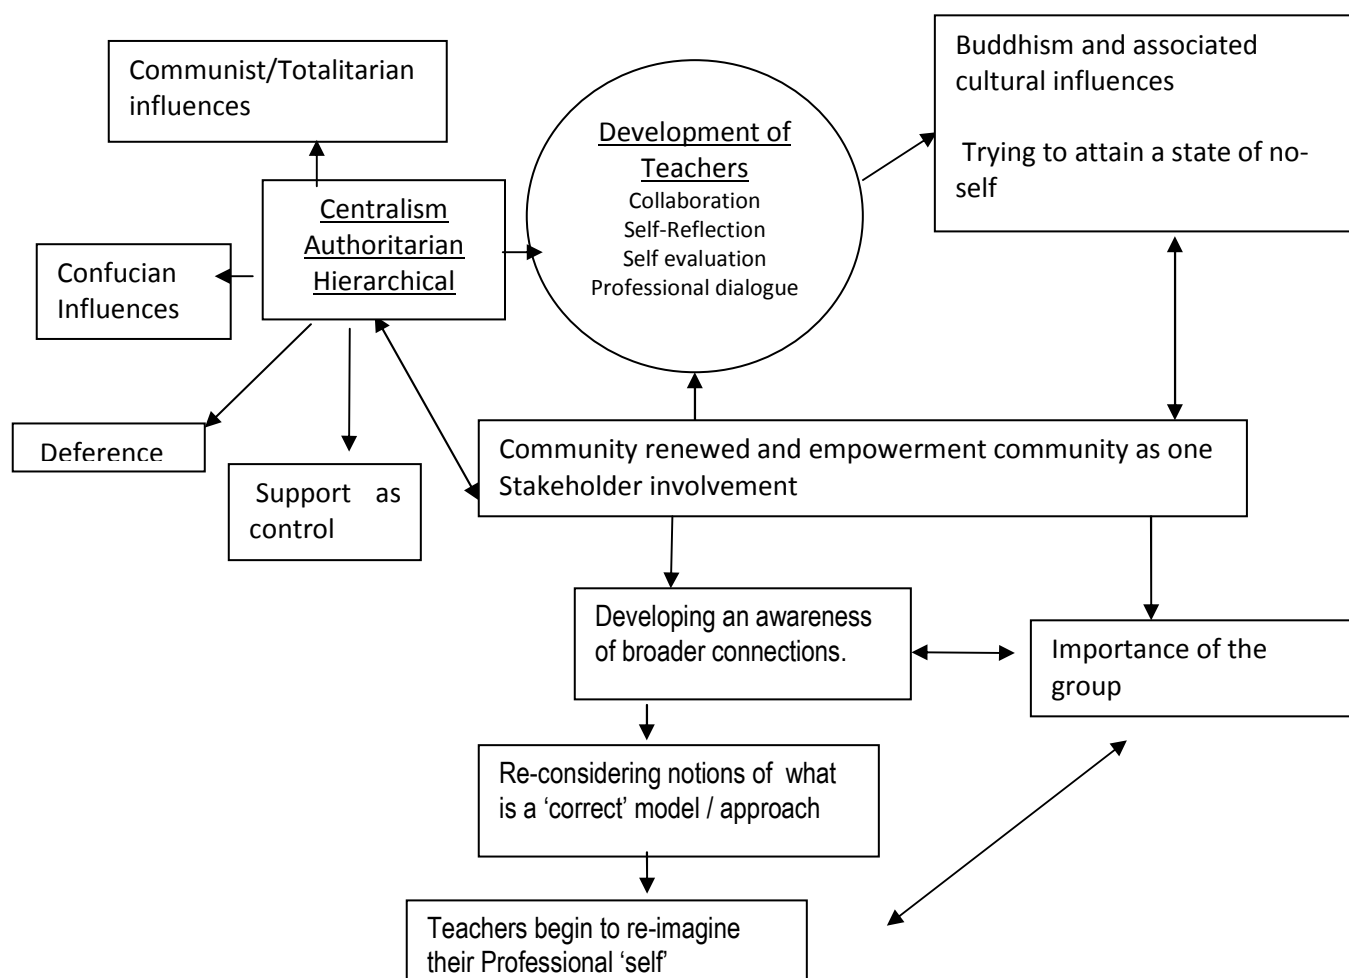 Communist/Totalitarian
influences
Development of
Teachers
Collaboration
Self-Reflection
Self evaluation
Professional dialogue
Buddhism and associated
cultural influences
Trying to attain a state of no-
self
Centralism
Authoritarian
Hierarchical
Confucian
Influences
Deference
Support as
control
Community renewed and empowerment community as one
Stakeholder involvement
Developing an awareness
of broader connections.
Importance of the
group
Re-considering notions of what
is a ‘correct’ model / approach
Teachers begin to re-imagine
their Professional ‘self’